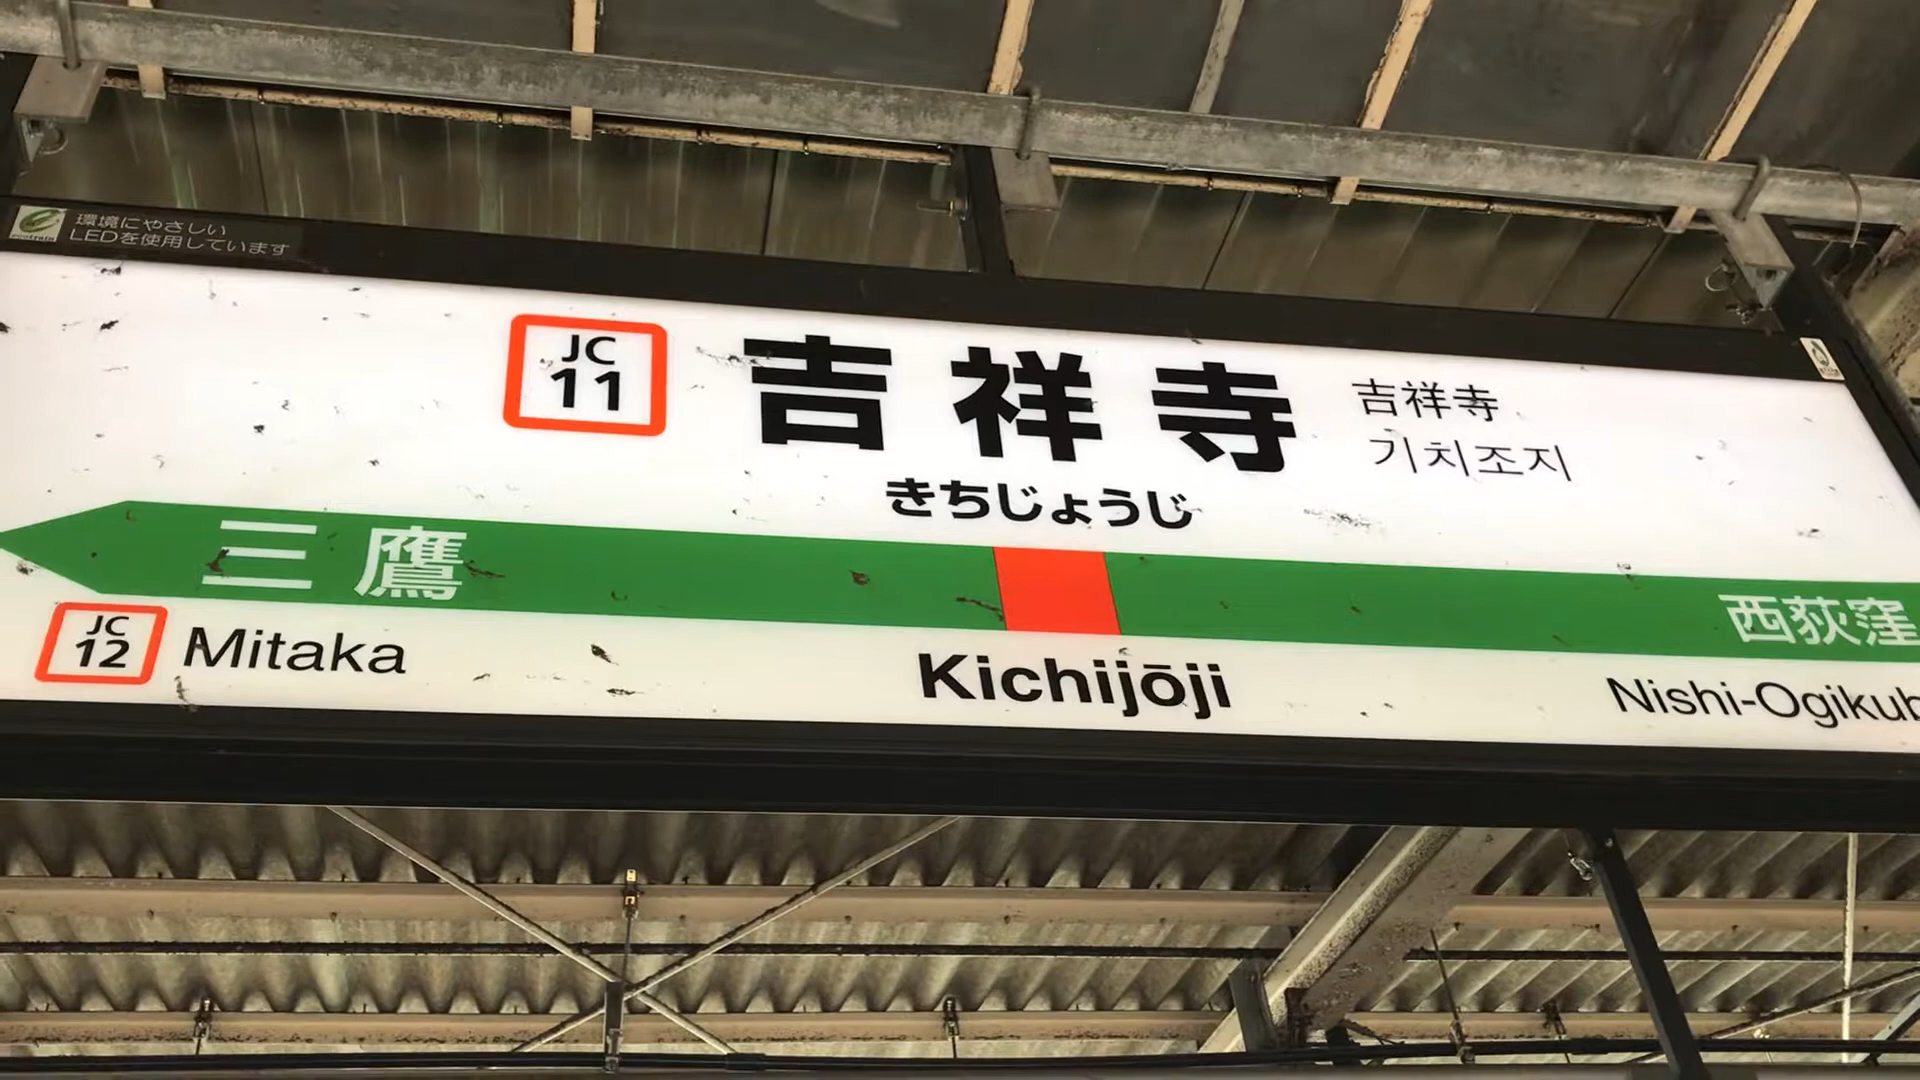 環境にやさしい
LEDを使用しています
JC
11
吉祥寺
吉祥寺
기치조지
きちじょうじ
三鷹
西荻窪
JC
12
Mitaka
Kichijōji
Nishi-Ogikub